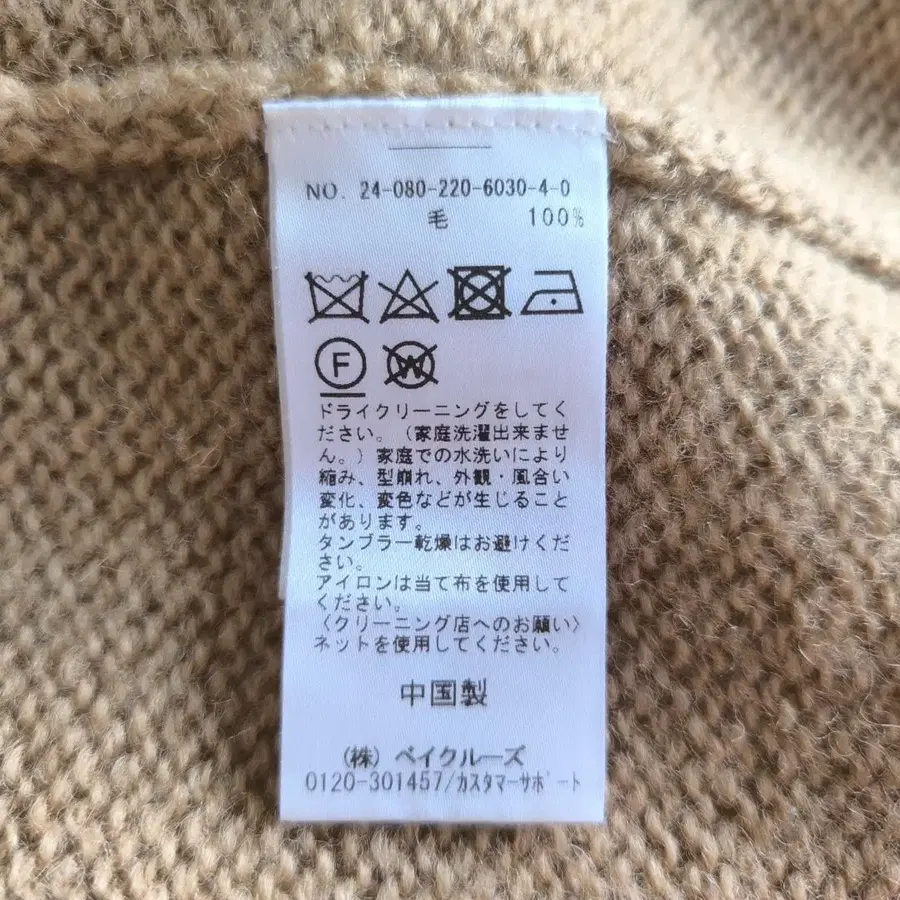 NO. 24-080-220-6030-4-0
毛 100%
F
W
ドライクリーニングをしてく
ださい。(家庭洗濯出来ませ
ん。)家庭での水洗いにより
縮み、型崩れ、外観・風合い
変化、変色などが生じること
があります。
タンブラー乾燥はお避けくだ
さい。
アイロンは当て布を使用して
ください。
〈クリーニング店へのお願い〉
ネットを使用してください。
中国製
(株)ベイクルーズ
0120-301457/カスタマーサポート